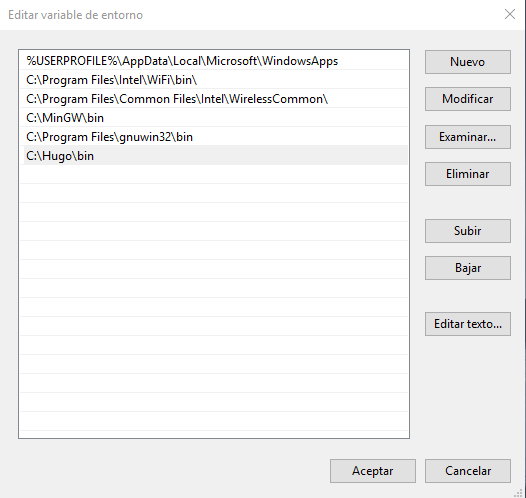 Editar variable de entorno
%USERPROFILE%\AppData\Local\Microsoft\WindowsApps
C:\Program Files\Intel\WiFi\bin\
C:\Program Files\Common Files\Intel\WirelessCommon\
C:\MinGW\bin
C:\Program Files\gnuwin32\bin
C:\Hugo\bin
Nuevo
Modificar
Examinar...
Eliminar
Subir
Bajar
Editar texto...
Aceptar
Cancelar